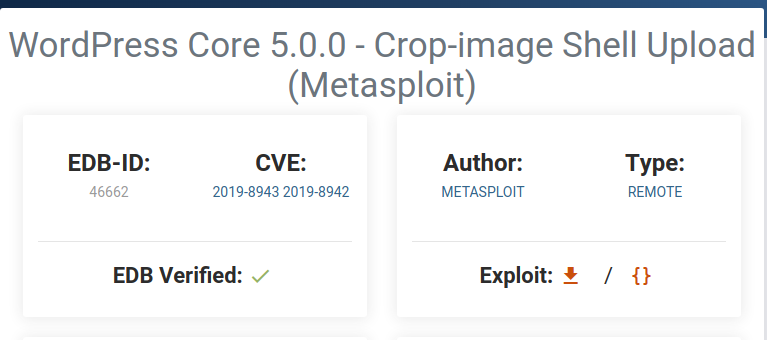 WordPress Core 5.0.0 - Crop-image Shell Upload
(Metasploit)
EDB-ID:
46662
CVE:
2019-8943 2019-8942
EDB Verified:
Author:
METASPLOIT
Type:
REMOTE
Exploit: / {}